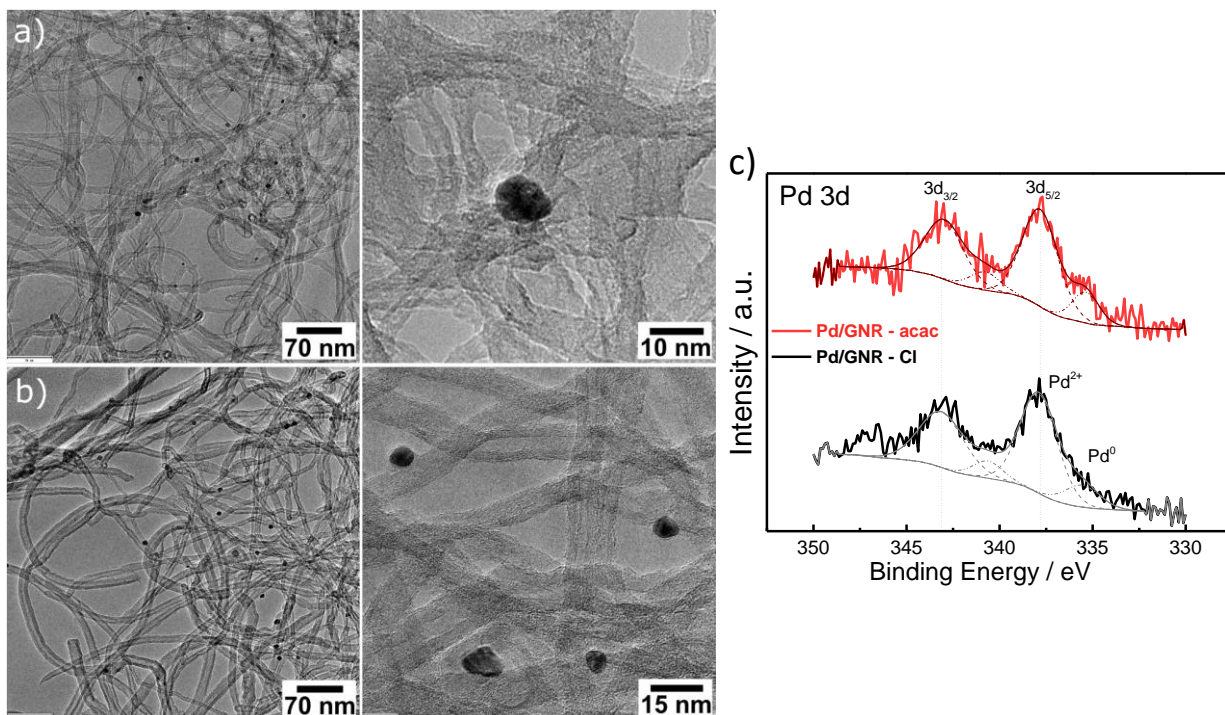 a)
70 nm
10 nm
b)
70 nm
15 nm
c)
Pd 3d
3d3/2
3d5/2
Pd/GNR - acac
Pd/GNR - Cl
Pd2+
Pd0
Intensity / a.u.
350 345 340 335 330
Binding Energy / eV